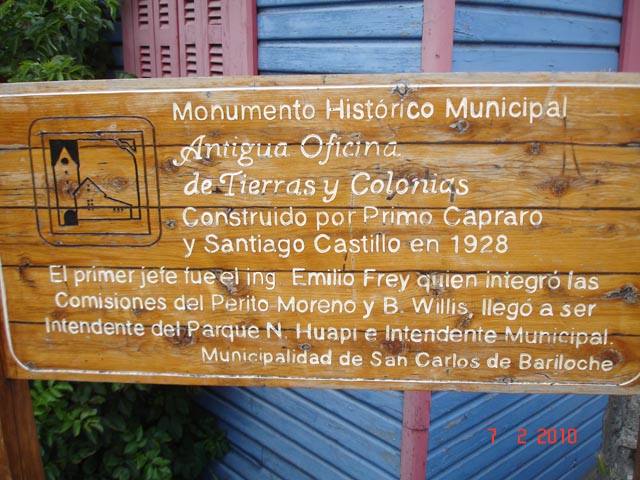 Monumento Histórico Municipal
Antigua Oficina
de Tierras y Colonias
Construido por Primo Capraro
y Santiago Castillo en 1928
El primer jefe fue el ing. Emilio Frey quien integró las
Comisiones del Perito Moreno y B. Willis, llegó a ser
Intendente del Parque N. Huapi e Intendente Municipal.
Municipalidad de San Carlos de Bariloche
7 2 2010